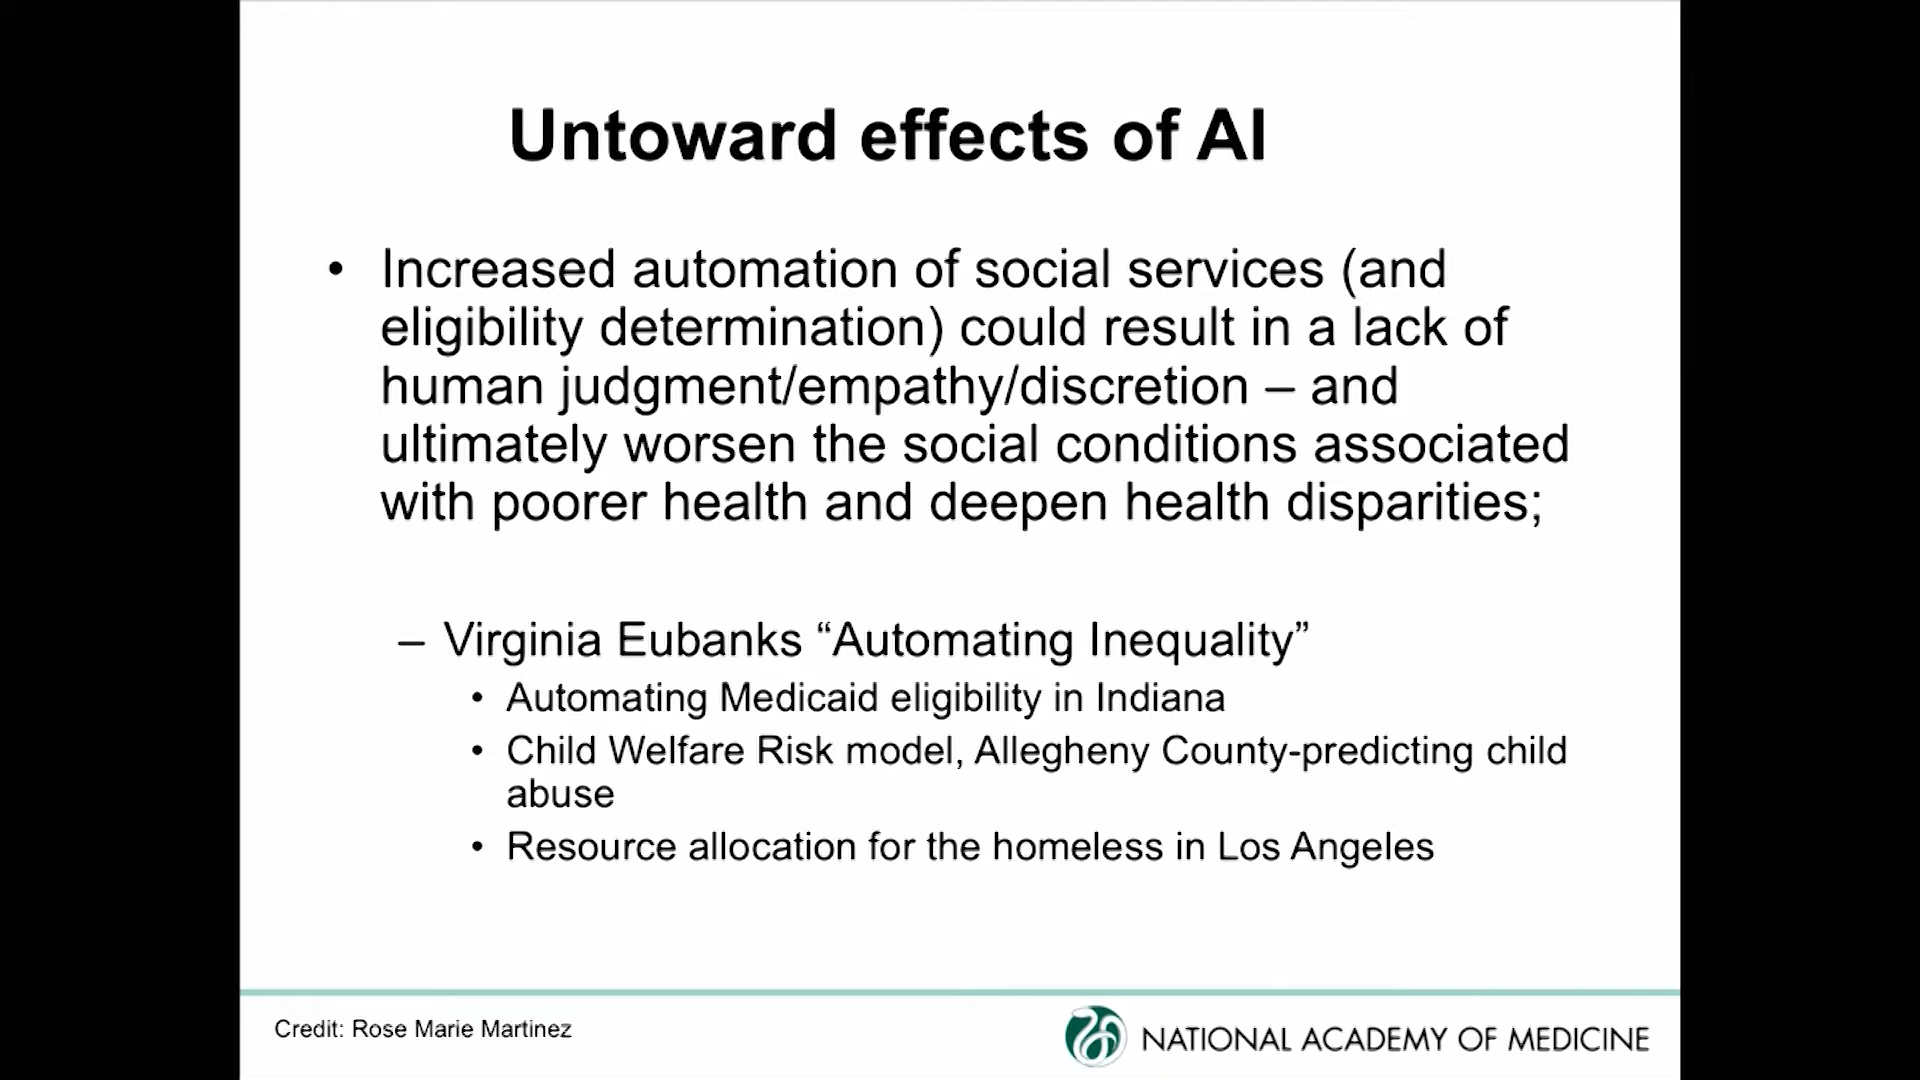 Untoward effects of AI
• Increased automation of social services (and
eligibility determination) could result in a lack of
human judgment/empathy/discretion – and
ultimately worsen the social conditions associated
with poorer health and deepen health disparities;
– Virginia Eubanks “Automating Inequality”
• Automating Medicaid eligibility in Indiana
• Child Welfare Risk model, Allegheny County-predicting child
abuse
• Resource allocation for the homeless in Los Angeles
Credit: Rose Marie Martinez
NATIONAL ACADEMY OF MEDICINE